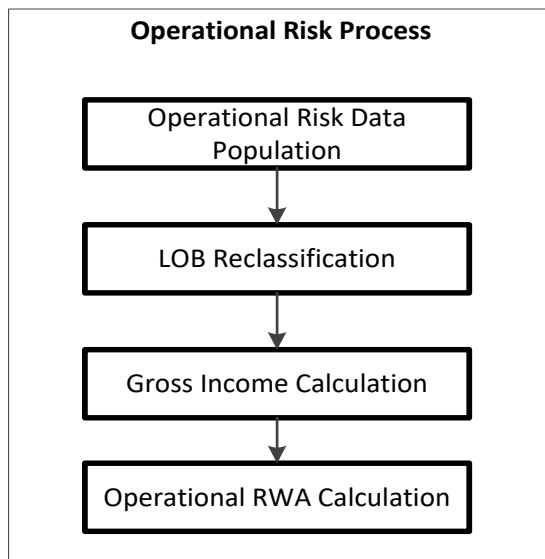 Operational Risk Process
Operational Risk Data
Population
LOB Reclassification
Gross Income Calculation
Operational RWA Calculation